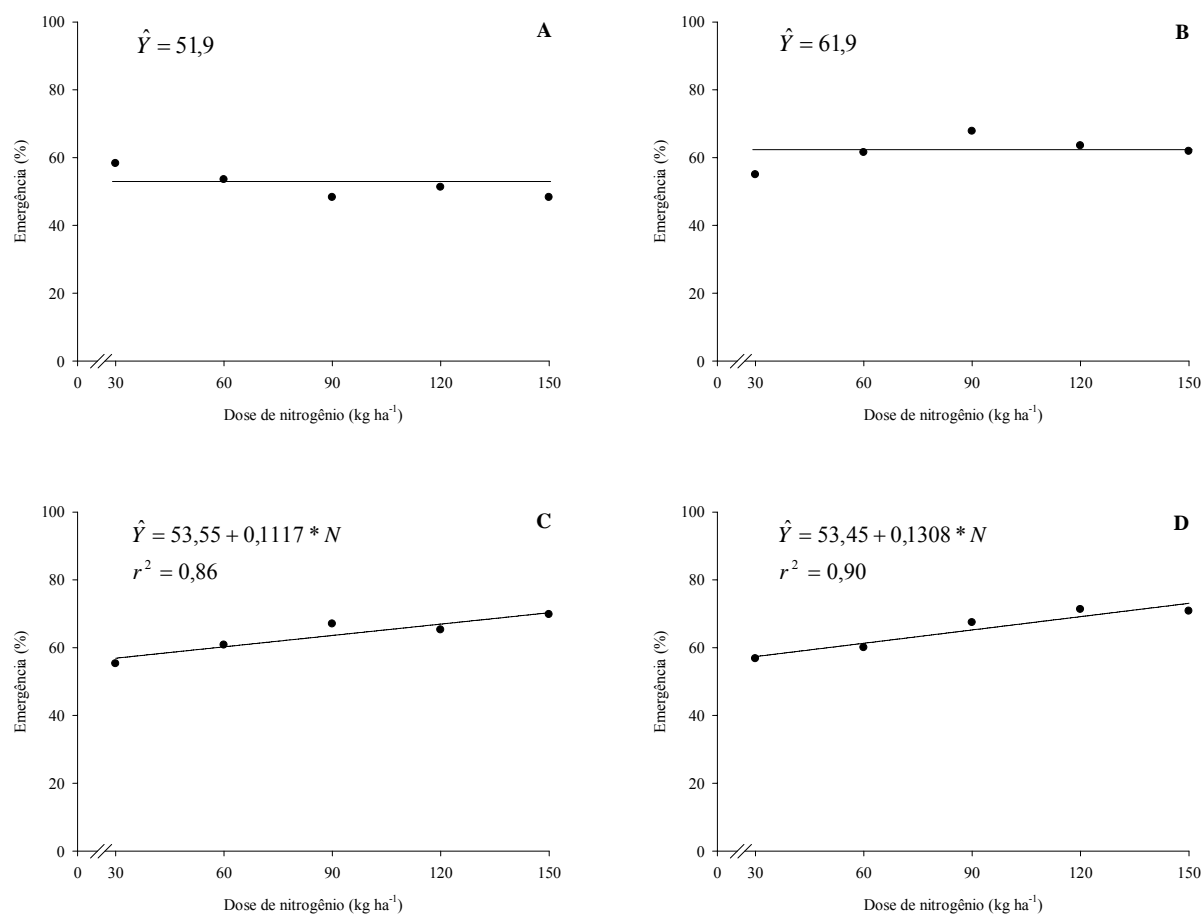 A
Ŷ = 51,9
100
80
60
40
20
0
Emergência (%)
0 30 60 90 120 150
Dose de nitrogênio (kg ha⁻¹)
B
Ŷ = 61,9
100
80
60
40
20
0
Emergência (%)
0 30 60 90 120 150
Dose de nitrogênio (kg ha⁻¹)
C
Ŷ = 53,55 + 0,1117 * N
r² = 0,86
100
80
60
40
20
0
Emergência (%)
0 30 60 90 120 150
Dose de nitrogênio (kg ha⁻¹)
D
Ŷ = 53,45 + 0,1308 * N
r² = 0,90
100
80
60
40
20
0
Emergência (%)
0 30 60 90 120 150
Dose de nitrogênio (kg ha⁻¹)